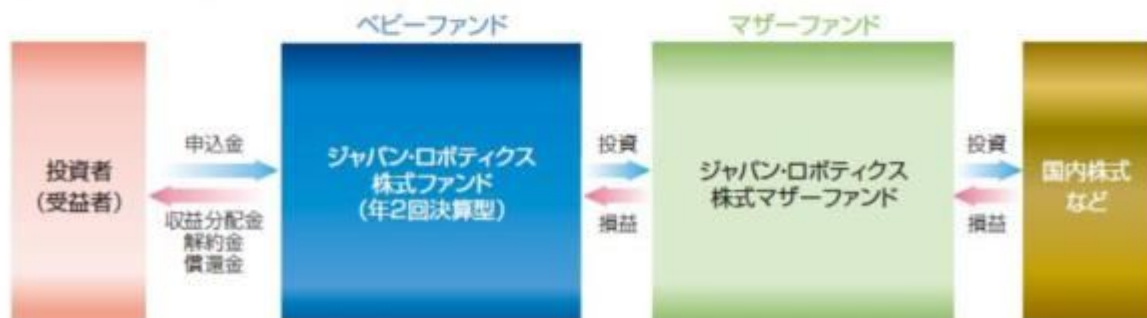 ベビーファンド
マザーファンド
投資者
（受益者）
申込金
収益分配金
解約金
償還金
ジャパン・ロボティクス
株式ファンド
（年2回決算型）
投資
損益
ジャパン・ロボティクス
株式マザーファンド
投資
損益
国内株式
など